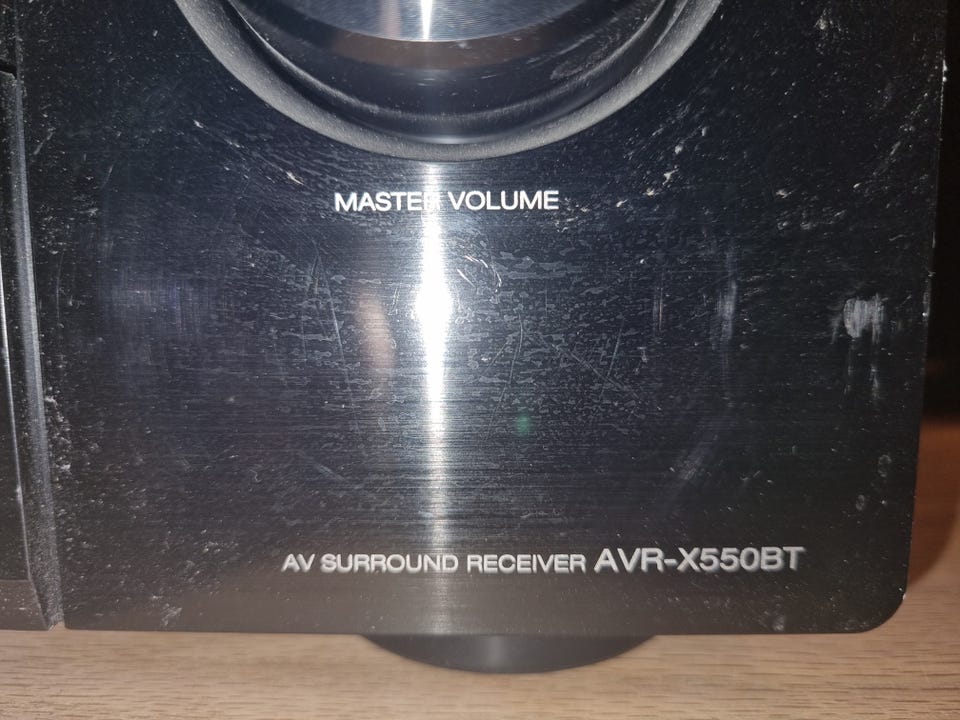 MASTER VOLUME
AV SURROUND RECEIVER AVR-X550BT